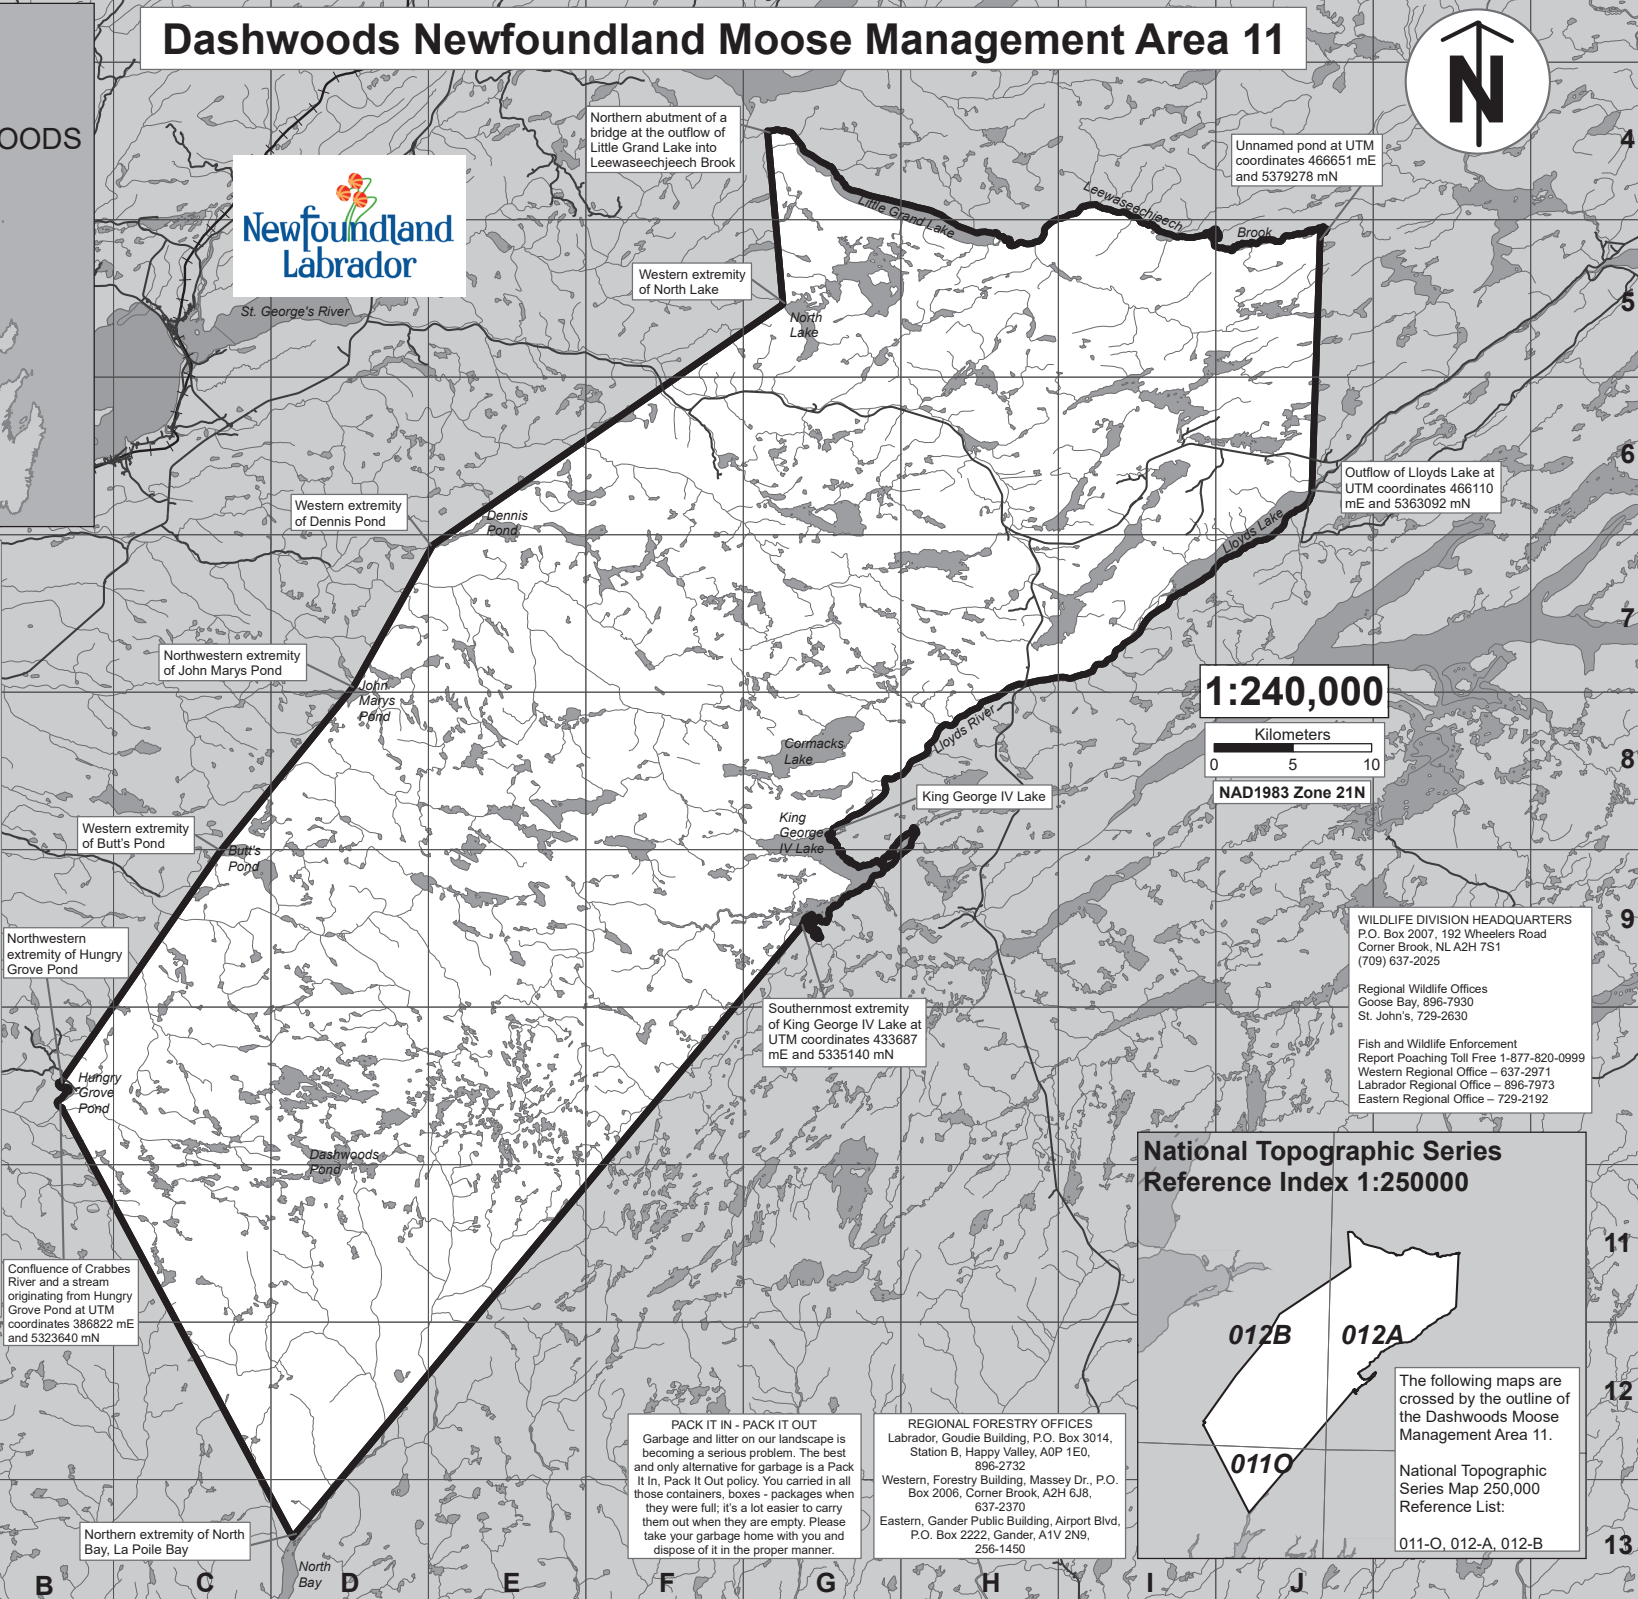 Dashwoods Newfoundland Moose Management Area 11
OODS
N
4
Newfoundland
Labrador
Northern abutment of a
bridge at the outflow of
Little Grand Lake into
Leewaseechjeech Brook
Unnamed pond at UTM
coordinates 466651 mE
and 5379278 mN
Little Grand Lake
Leewaseechjeech
Brook
Western extremity
of North Lake
St. George's River
North
Lake
5
6
Outflow of Lloyds Lake at
UTM coordinates 466110
mE and 5363092 mN
Western extremity
of Dennis Pond
Dennis
Pond
Lloyds Lake
7
Northwestern extremity
of John Marys Pond
John
Marys
Pond
1:240,000
Kilometers
0 5 10
NAD1983 Zone 21N
Lloyds River
Cormacks
Lake
8
King George IV Lake
King
George
IV Lake
Western extremity
of Butt's Pond
Butt's
Pond
9
Northwestern
extremity of Hungry
Grove Pond
WILDLIFE DIVISION HEADQUARTERS
P.O. Box 2007, 192 Wheelers Road
Corner Brook, NL A2H 7S1
(709) 637-2025
Regional Wildlife Offices
Goose Bay, 896-7930
St. John's, 729-2630
Fish and Wildlife Enforcement
Report Poaching Toll Free 1-877-820-0999
Western Regional Office – 637-2971
Labrador Regional Office – 896-7973
Eastern Regional Office – 729-2192
Southernmost extremity
of King George IV Lake at
UTM coordinates 433687
mE and 5335140 mN
Hungry
Grove
Pond
Dashwoods
Pond
National Topographic Series
Reference Index 1:250000
11
Confluence of Crabbes
River and a stream
originating from Hungry
Grove Pond at UTM
coordinates 386822 mE
and 5323640 mN
012B
012A
011O
12
The following maps are
crossed by the outline of
the Dashwoods Moose
Management Area 11.
National Topographic
Series Map 250,000
Reference List:
011-O, 012-A, 012-B
PACK IT IN - PACK IT OUT
Garbage and litter on our landscape is
becoming a serious problem. The best
and only alternative for garbage is a Pack
It In, Pack It Out policy. You carried in all
those containers, boxes - packages when
they were full; it's a lot easier to carry
them out when they are empty. Please
take your garbage home with you and
dispose of it in the proper manner.
REGIONAL FORESTRY OFFICES
Labrador, Goudie Building, P.O. Box 3014,
Station B, Happy Valley, A0P 1E0,
896-2732
Western, Forestry Building, Massey Dr., P.O.
Box 2006, Corner Brook, A2H 6J8,
637-2370
Eastern, Gander Public Building, Airport Blvd,
P.O. Box 2222, Gander, A1V 2N9,
256-1450
Northern extremity of North
Bay, La Poile Bay
North
Bay
13
B C D E F G H I J